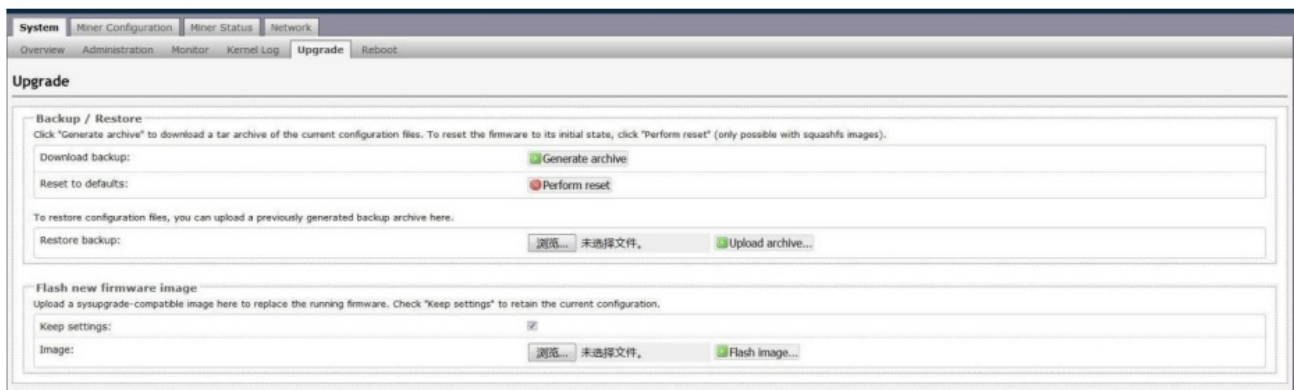 System Miner Configuration Miner Status Network
Overview Administration Monitor Kernel Log Upgrade Reboot
Upgrade
Backup / Restore
Click "Generate archive" to download a tar archive of the current configuration files. To reset the firmware to its initial state, click "Perform reset" (only possible with squashfs images).
Download backup: Generate archive
Reset to defaults: Perform reset
To restore configuration files, you can upload a previously generated backup archive here.
Restore backup: 浏览... 未选择文件。 Upload archive...
Flash new firmware image
Upload a sysupgrade-compatible image here to replace the running firmware. Check "Keep settings" to retain the current configuration.
Keep settings:
Image: 浏览... 未选择文件。 Flash image...